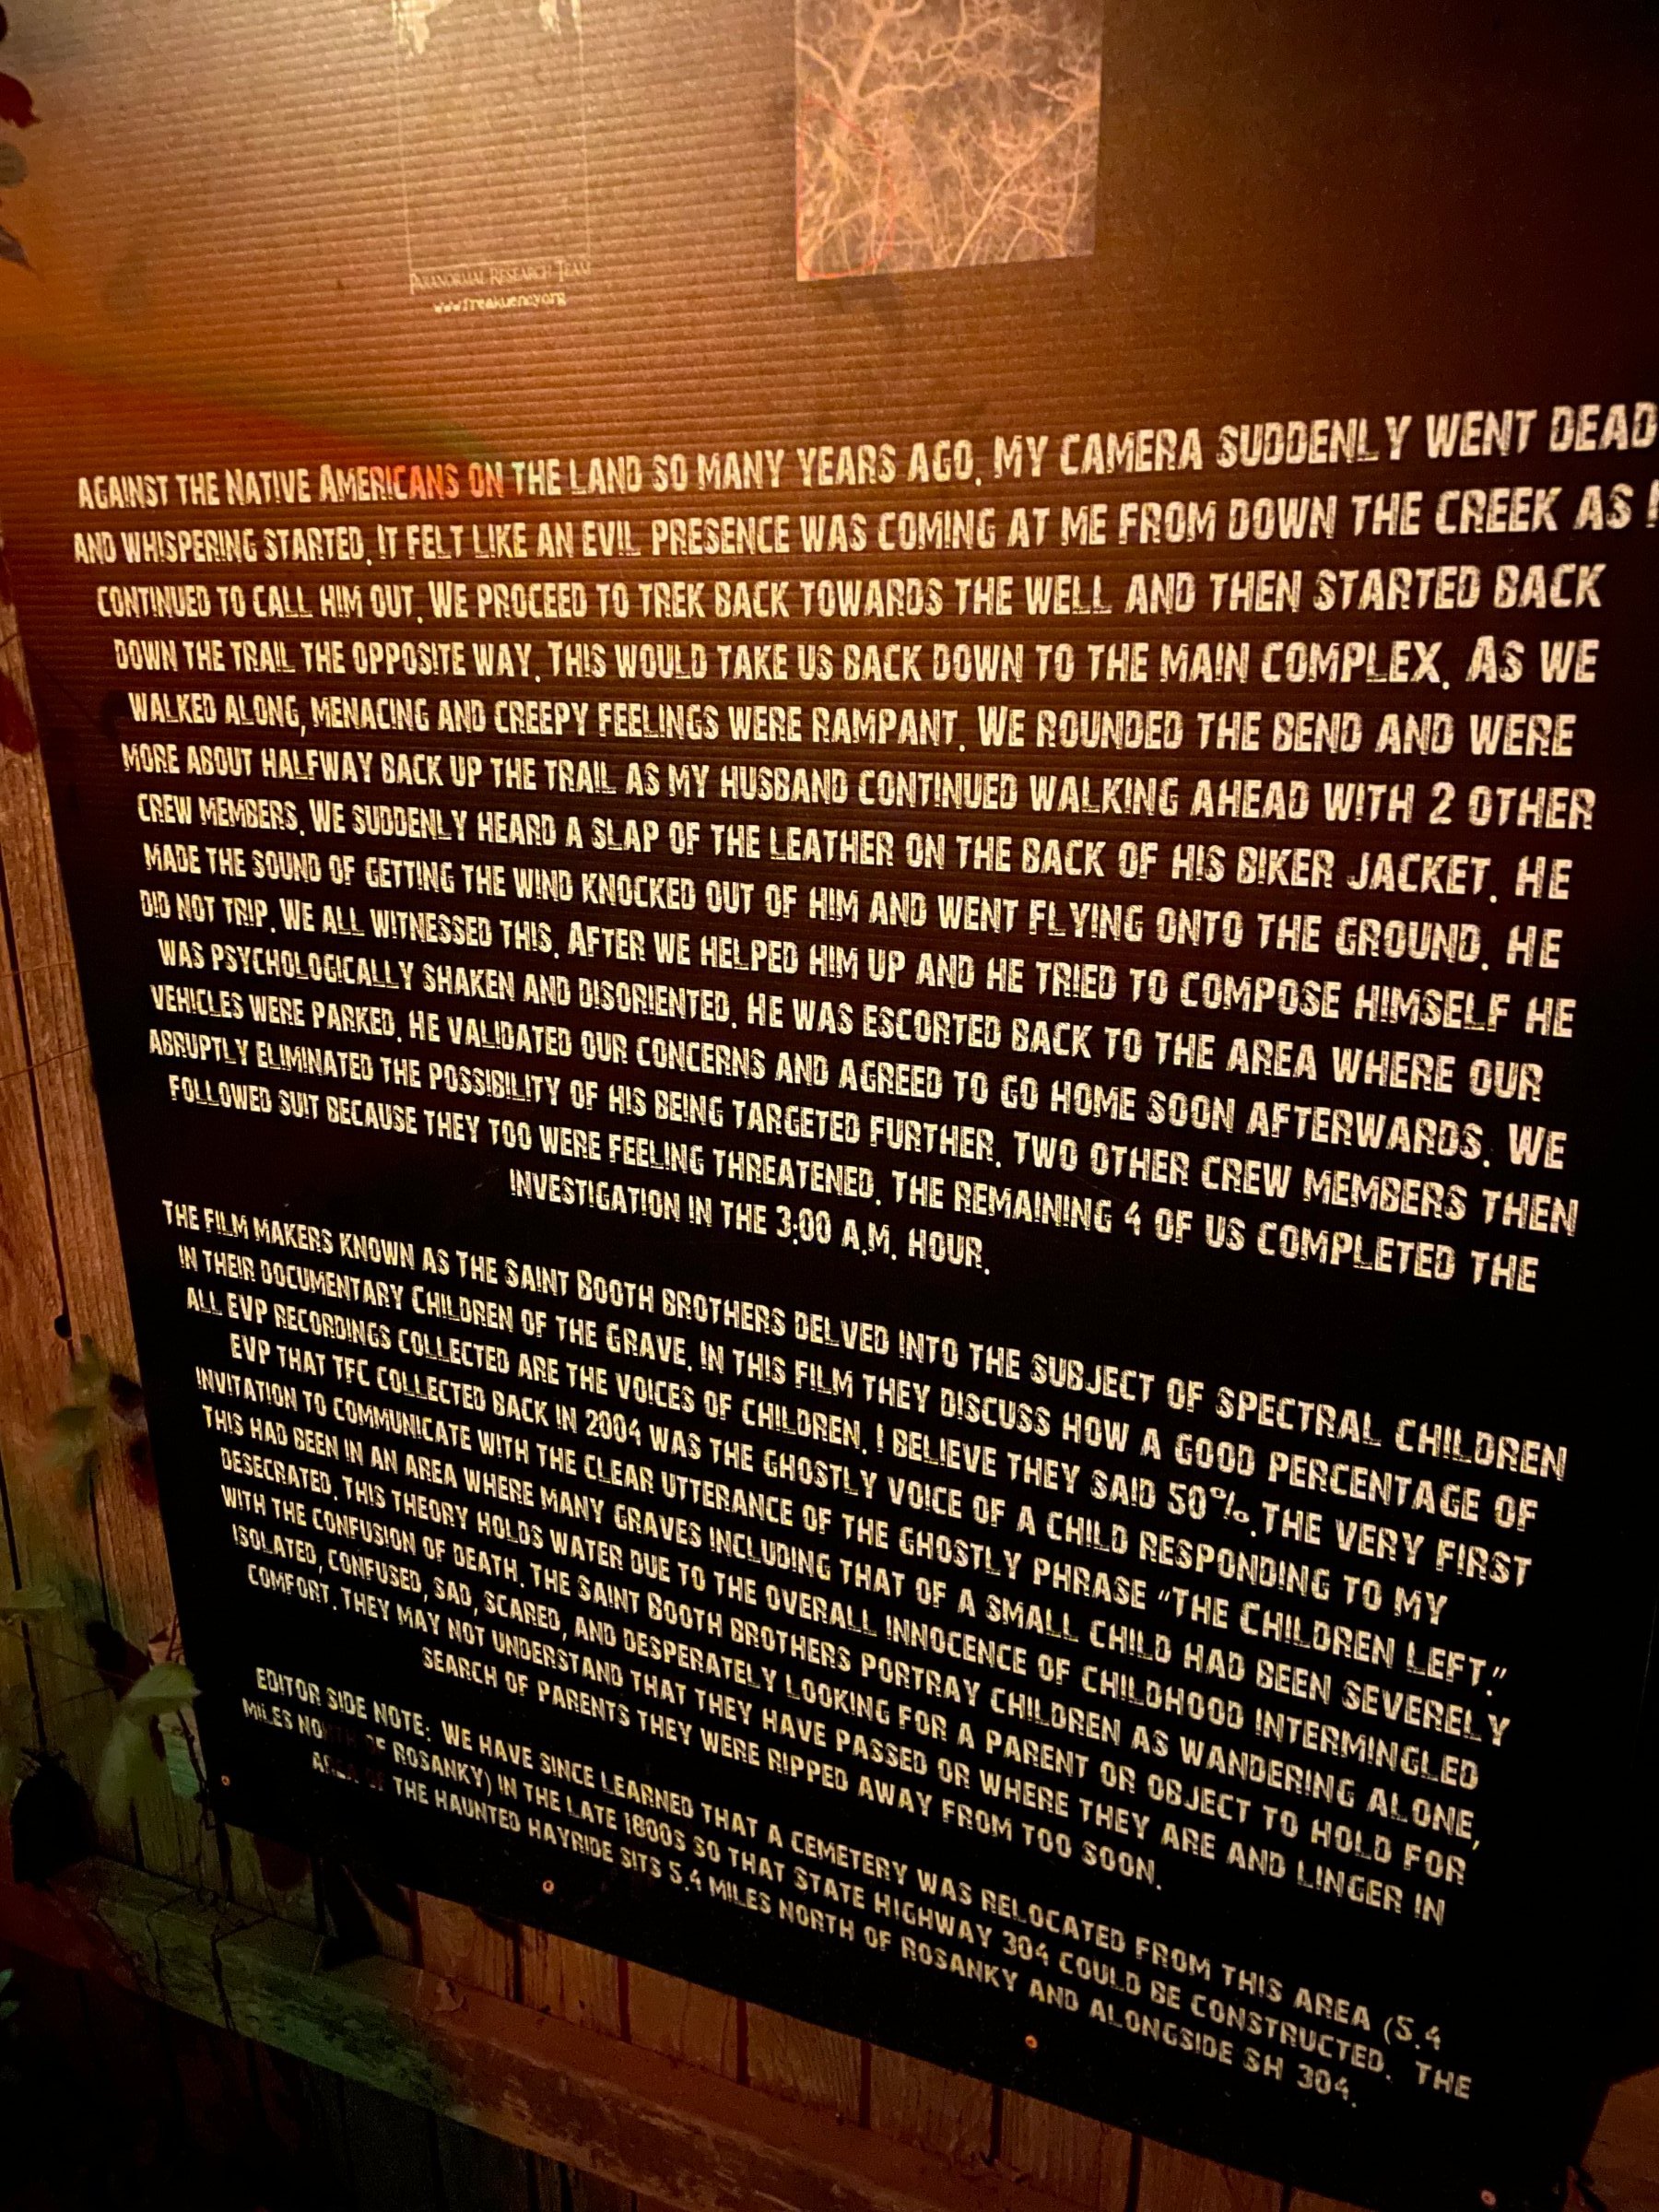 Paranormal Research Team
www.freakuency.org
against the Native Americans on the land so many years ago. My camera suddenly went dead
and whispering started. It felt like an evil presence was coming at me from down the creek as I
continued to call him out. We proceed to trek back towards the well and then started back
down the trail the opposite way. This would take us back down to the main complex. As we
walked along, menacing and creepy feelings were rampant. We rounded the bend and were
more about halfway back up the trail as my husband continued walking ahead with 2 other
crew members. We suddenly heard a slap of the leather on the back of his biker jacket. He
made the sound of getting the wind knocked out of him and went flying onto the ground. He
did not trip. We all witnessed this. After we helped him up and he tried to compose himself he
was psychologically shaken and disoriented. He was escorted back to the area where our
vehicles were parked. He validated our concerns and agreed to go home soon afterwards. We
abruptly eliminated the possibility of his being targeted further. Two other crew members then
followed suit because they too were feeling threatened. The remaining 4 of us completed the
investigation in the 3:00 a.m. hour.
The film makers known as the Saint Booth brothers delved into the subject of spectral children
in their documentary Children of the Grave. In this film they discuss how a good percentage of
all EVP recordings collected are the voices of children. I believe they said 50%. The very first
EVP that TFC collected back in 2004 was the ghostly voice of a child responding to my
invitation to communicate with the clear utterance of the ghostly phrase "The Children Left."
This had been in an area where many graves including that of a small child had been severely
desecrated. This theory holds water due to the overall innocence of childhood intermingled
with the confusion of death. The Saint Booth Brothers portray children as wandering alone,
isolated, confused, sad, scared, and desperately looking for a parent or object to hold for
comfort. They may not understand that they have passed or where they are and linger in
search of parents they were ripped away from too soon.
Editor Side Note: We have since learned that a cemetery was relocated from this area (5.4
miles north of Rosanky) in the late 1800s so that State Highway 304 could be constructed. The
area of the haunted hayride sits 5.4 miles north of Rosanky and alongside SH 304.